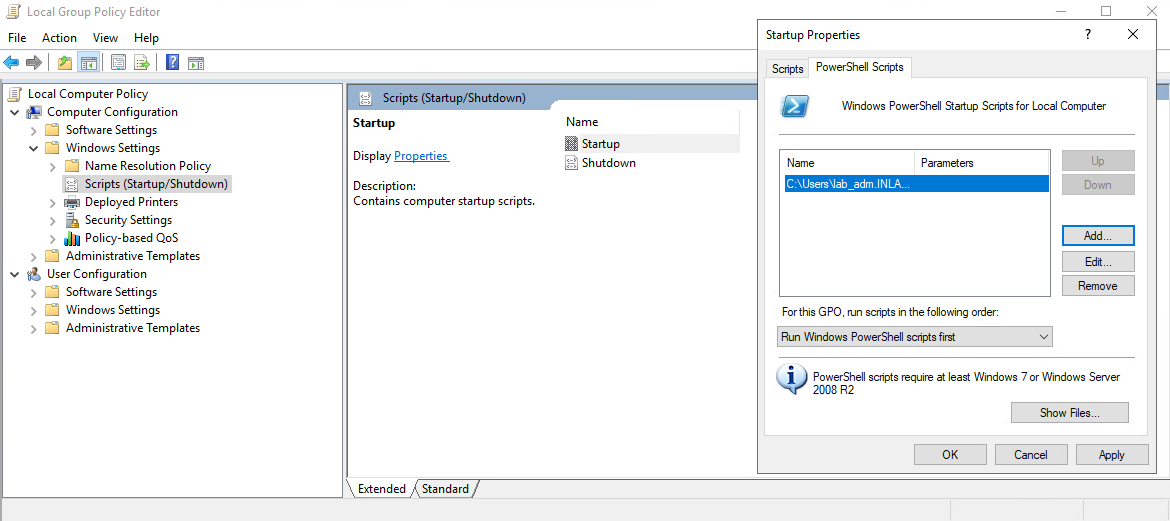 Local Group Policy Editor
File Action View Help
Local Computer Policy
Computer Configuration
Software Settings
Windows Settings
Name Resolution Policy
Scripts (Startup/Shutdown)
Deployed Printers
Security Settings
Policy-based QoS
Administrative Templates
User Configuration
Software Settings
Windows Settings
Administrative Templates
Scripts (Startup/Shutdown)
Startup
Display Properties
Description:
Contains computer startup scripts.
Name
Startup
Shutdown
Extended Standard
Startup Properties
Scripts PowerShell Scripts
Windows PowerShell Startup Scripts for Local Computer
Name Parameters
C:\Users\lab_adm.INLA...
Up
Down
Add...
Edit...
Remove
For this GPO, run scripts in the following order:
Run Windows PowerShell scripts first
PowerShell scripts require at least Windows 7 or Windows Server
2008 R2
Show Files...
OK Cancel Apply